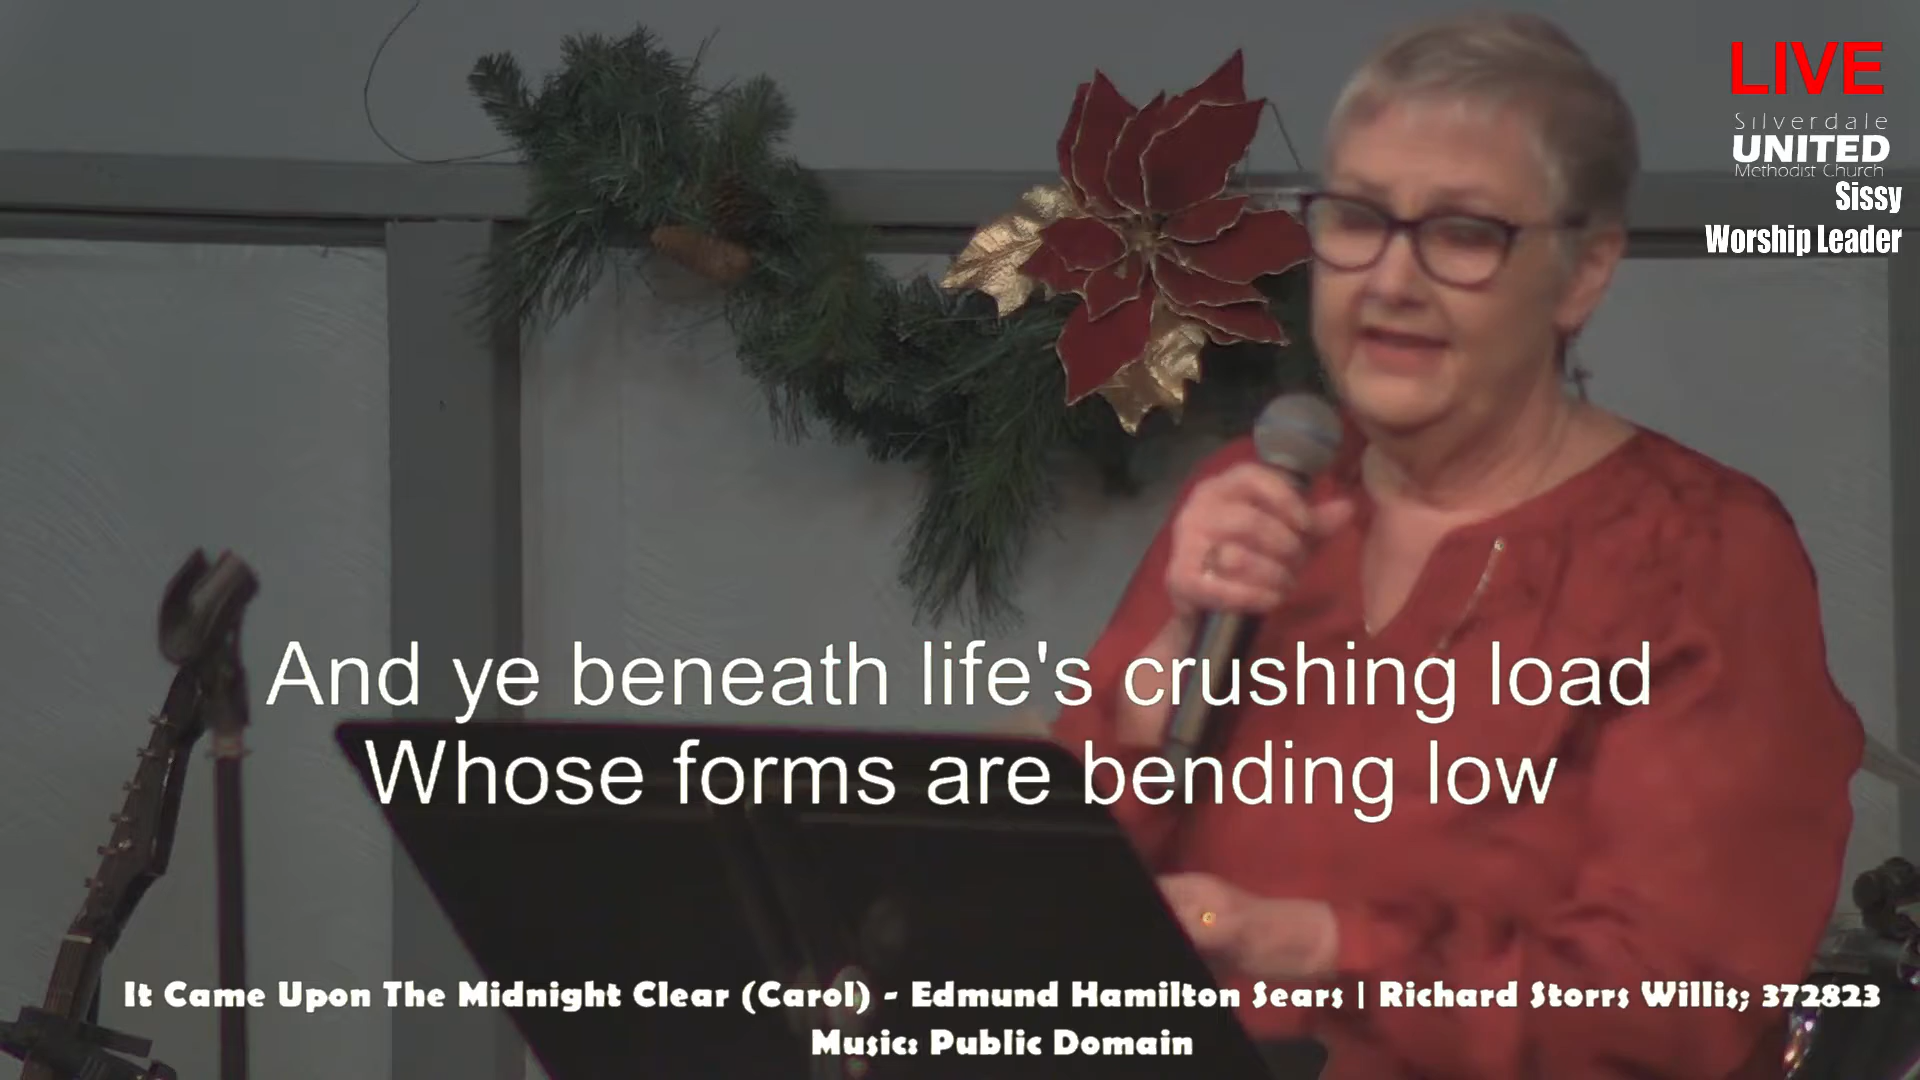 LIVE
Silverdale
UNITED
Methodist Church
Sissy
Worship Leader
And ye beneath life's crushing load
Whose forms are bending low
It Came Upon The Midnight Clear (Carol) - Edmund Hamilton Sears | Richard Storrs Willis; 372823
Music: Public Domain